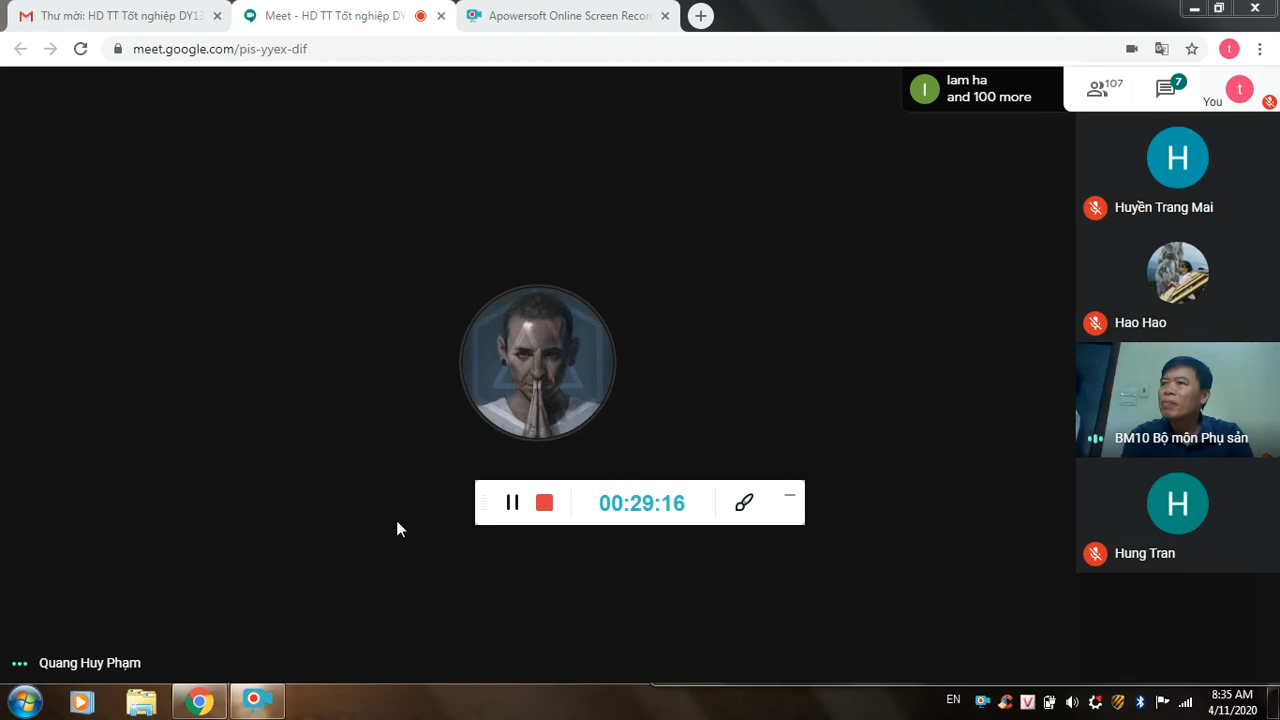 Thư mời: HD TT Tốt nghiệp DY13
Meet - HD TT Tốt nghiệp DY
Apowersoft Online Screen Recor
meet.google.com/pis-yyex-dif
t
I
lam ha
and 100 more
107
7
You
t
H
Huyền Trang Mai
Hao Hao
BM10 Bộ môn Phụ sản
H
Hung Tran
00:29:16
Quang Huy Phạm
EN
8:35 AM
4/11/2020